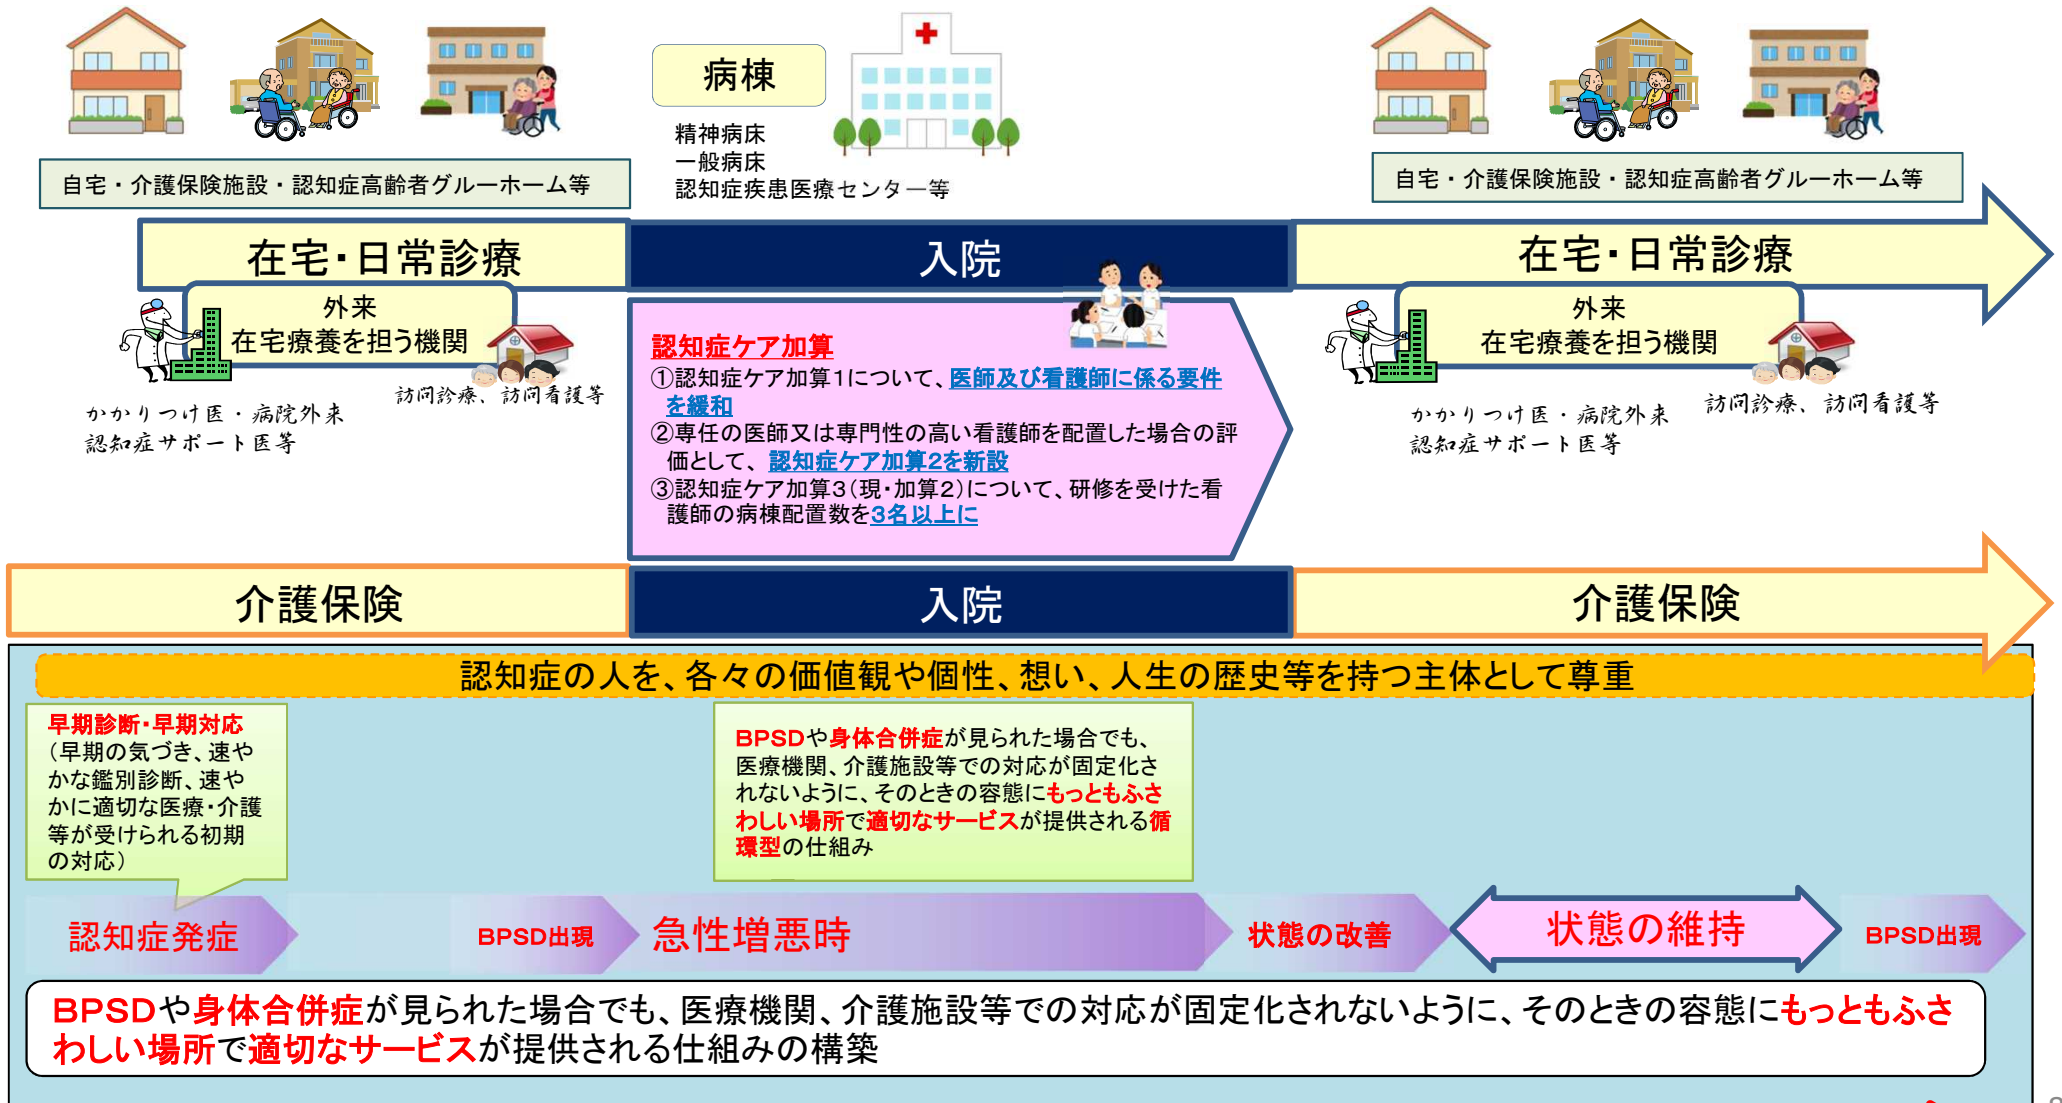 病棟
精神病床
一般病床
認知症疾患医療センター等
自宅・介護保険施設・認知症高齢者グループホーム等
自宅・介護保険施設・認知症高齢者グループホーム等
在宅・日常診療
入院
在宅・日常診療
外来
在宅療養を担う機関
訪問診療、訪問看護等
かかりつけ医・病院外来
認知症サポート医等
認知症ケア加算
①認知症ケア加算1について、医師及び看護師に係る要件
を緩和
②専任の医師又は専門性の高い看護師を配置した場合の評
価として、認知症ケア加算2を新設
③認知症ケア加算3(現・加算2)について、研修を受けた看
護師の病棟配置数を3名以上に
外来
在宅療養を担う機関
訪問診療、訪問看護等
かかりつけ医・病院外来
認知症サポート医等
介護保険
入院
介護保険
認知症の人を、各々の価値観や個性、想い、人生の歴史等を持つ主体として尊重
早期診断・早期対応
(早期の気づき、速や
かな鑑別診断、速や
かに適切な医療・介護
等が受けられる初期
の対応)
BPSDや身体合併症が見られた場合でも、
医療機関、介護施設等での対応が固定化さ
れないように、そのときの容態にもっともふさ
わしい場所で適切なサービスが提供される循
環型の仕組み
認知症発症
BPSD出現
急性増悪時
状態の改善
状態の維持
BPSD出現
BPSDや身体合併症が見られた場合でも、医療機関、介護施設等での対応が固定化されないように、そのときの容態にもっともふさ
わしい場所で適切なサービスが提供される仕組みの構築